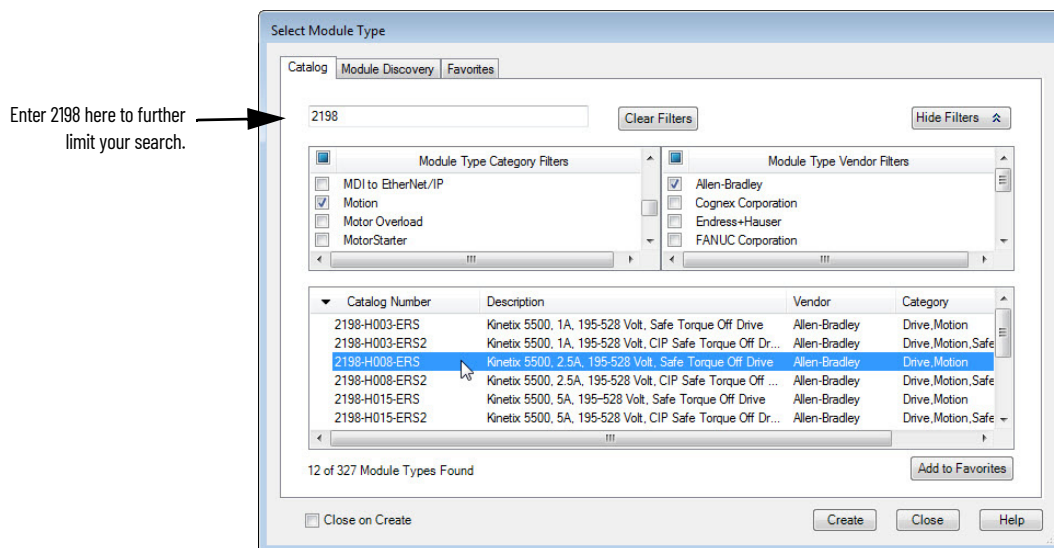 Select Module Type
Catalog Module Discovery Favorites
Enter 2198 here to further
limit your search.
2198 Clear Filters Hide Filters
Module Type Category Filters Module Type Vendor Filters
MDI to EtherNet/IP Allen-Bradley
Motion Cognex Corporation
Motor Overload Endress+Hauser
MotorStarter FANUC Corporation
Catalog Number Description Vendor Category
2198-H003-ERS Kinetix 5500, 1A, 195-528 Volt, Safe Torque Off Drive Allen-Bradley Drive,Motion
2198-H003-ERS2 Kinetix 5500, 1A, 195-528 Volt, CIP Safe Torque Off Dr... Allen-Bradley Drive,Motion,Safe
2198-H008-ERS Kinetix 5500, 2.5A, 195-528 Volt, Safe Torque Off Drive Allen-Bradley Drive,Motion
2198-H008-ERS2 Kinetix 5500, 2.5A, 195-528 Volt, CIP Safe Torque Off ... Allen-Bradley Drive,Motion,Safe
2198-H015-ERS Kinetix 5500, 5A, 195-528 Volt, Safe Torque Off Drive Allen-Bradley Drive,Motion
2198-H015-ERS2 Kinetix 5500, 5A, 195-528 Volt, CIP Safe Torque Off Dr... Allen-Bradley Drive,Motion,Safe
12 of 327 Module Types Found Add to Favorites
Close on Create Create Close Help